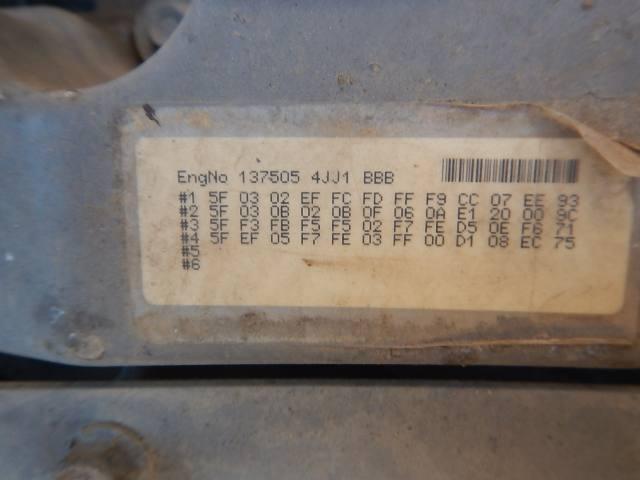 EngNo 137505 4JJ1 BBB
#1 5F 03 02 EF FC FD FF F9 CC 07 EE 93
#2 5F 03 0B 02 0B 0F 06 0A E1 20 00 9C
#3 5F F3 FB F5 F5 02 F7 FE D5 0E F6 71
#4 5F EF 05 F7 FE 03 FF 00 D1 08 EC 75
#5
#6